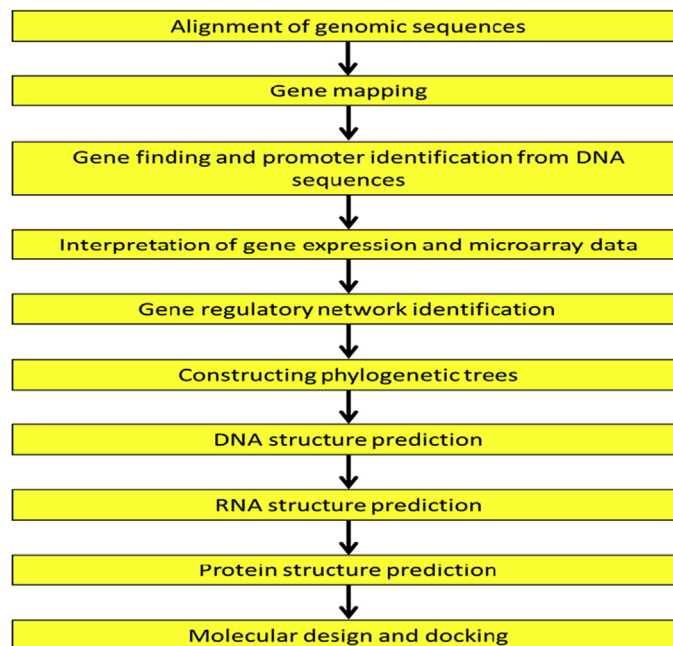 Alignment of genomic sequences
Gene mapping
Gene finding and promoter identification from DNA
sequences
Interpretation of gene expression and microarray data
Gene regulatory network identification
Constructing phylogenetic trees
DNA structure prediction
RNA structure prediction
Protein structure prediction
Molecular design and docking